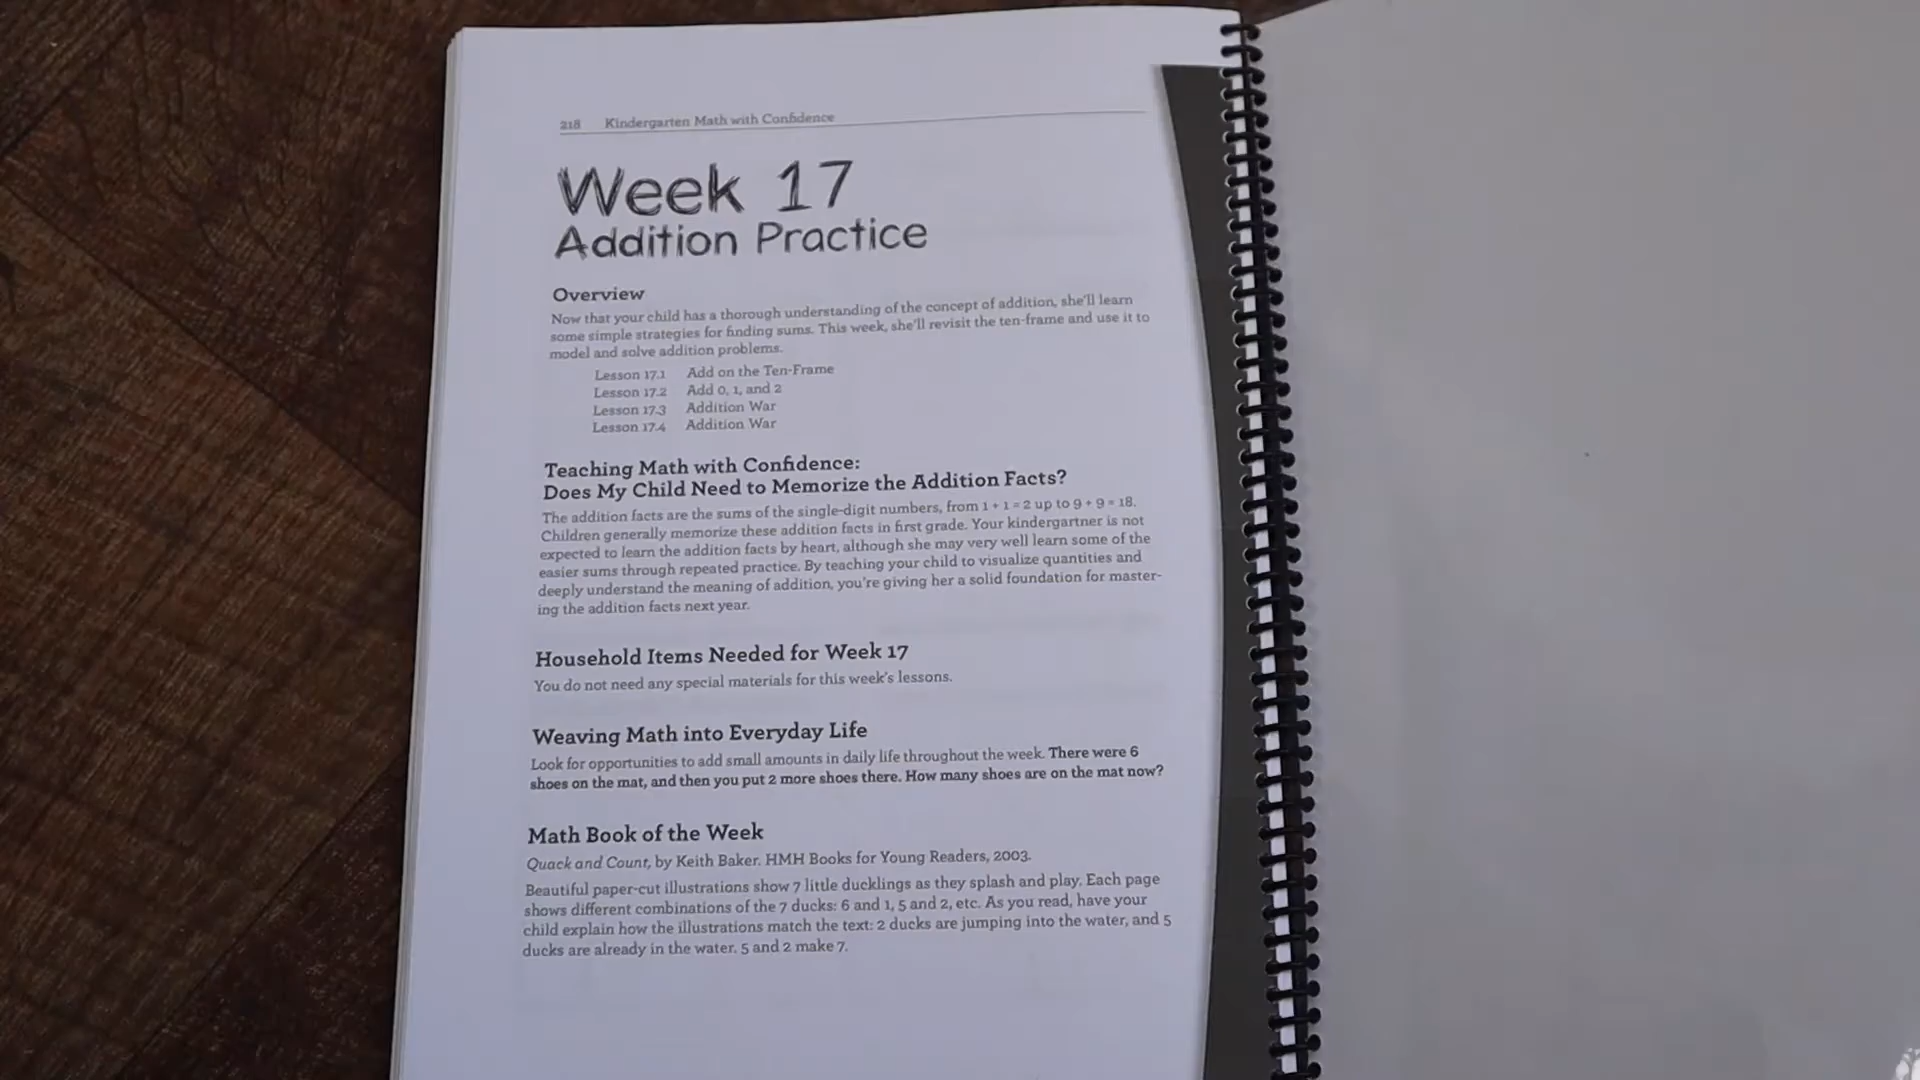 218 Kindergarten Math with Confidence
Week 17
Addition Practice
Overview
Now that your child has a thorough understanding of the concept of addition, she'll learn
some simple strategies for finding sums. This week, she'll revisit the ten-frame and use it to
model and solve addition problems.
Lesson 17.1 Add on the Ten-Frame
Lesson 17.2 Add 0, 1, and 2
Lesson 17.3 Addition War
Lesson 17.4 Addition War
Teaching Math with Confidence:
Does My Child Need to Memorize the Addition Facts?
The addition facts are the sums of the single-digit numbers, from 1 + 1 = 2 up to 9 + 9 = 18.
Children generally memorize these addition facts in first grade. Your kindergartner is not
expected to learn the addition facts by heart, although she may very well learn some of the
easier sums through repeated practice. By teaching your child to visualize quantities and
deeply understand the meaning of addition, you're giving her a solid foundation for master-
ing the addition facts next year.
Household Items Needed for Week 17
You do not need any special materials for this week's lessons.
Weaving Math into Everyday Life
Look for opportunities to add small amounts in daily life throughout the week. There were 6
shoes on the mat, and then you put 2 more shoes there. How many shoes are on the mat now?
Math Book of the Week
Quack and Count, by Keith Baker. HMH Books for Young Readers, 2003.
Beautiful paper-cut illustrations show 7 little ducklings as they splash and play. Each page
shows different combinations of the 7 ducks: 6 and 1, 5 and 2, etc. As you read, have your
child explain how the illustrations match the text: 2 ducks are jumping into the water, and 5
ducks are already in the water. 5 and 2 make 7.